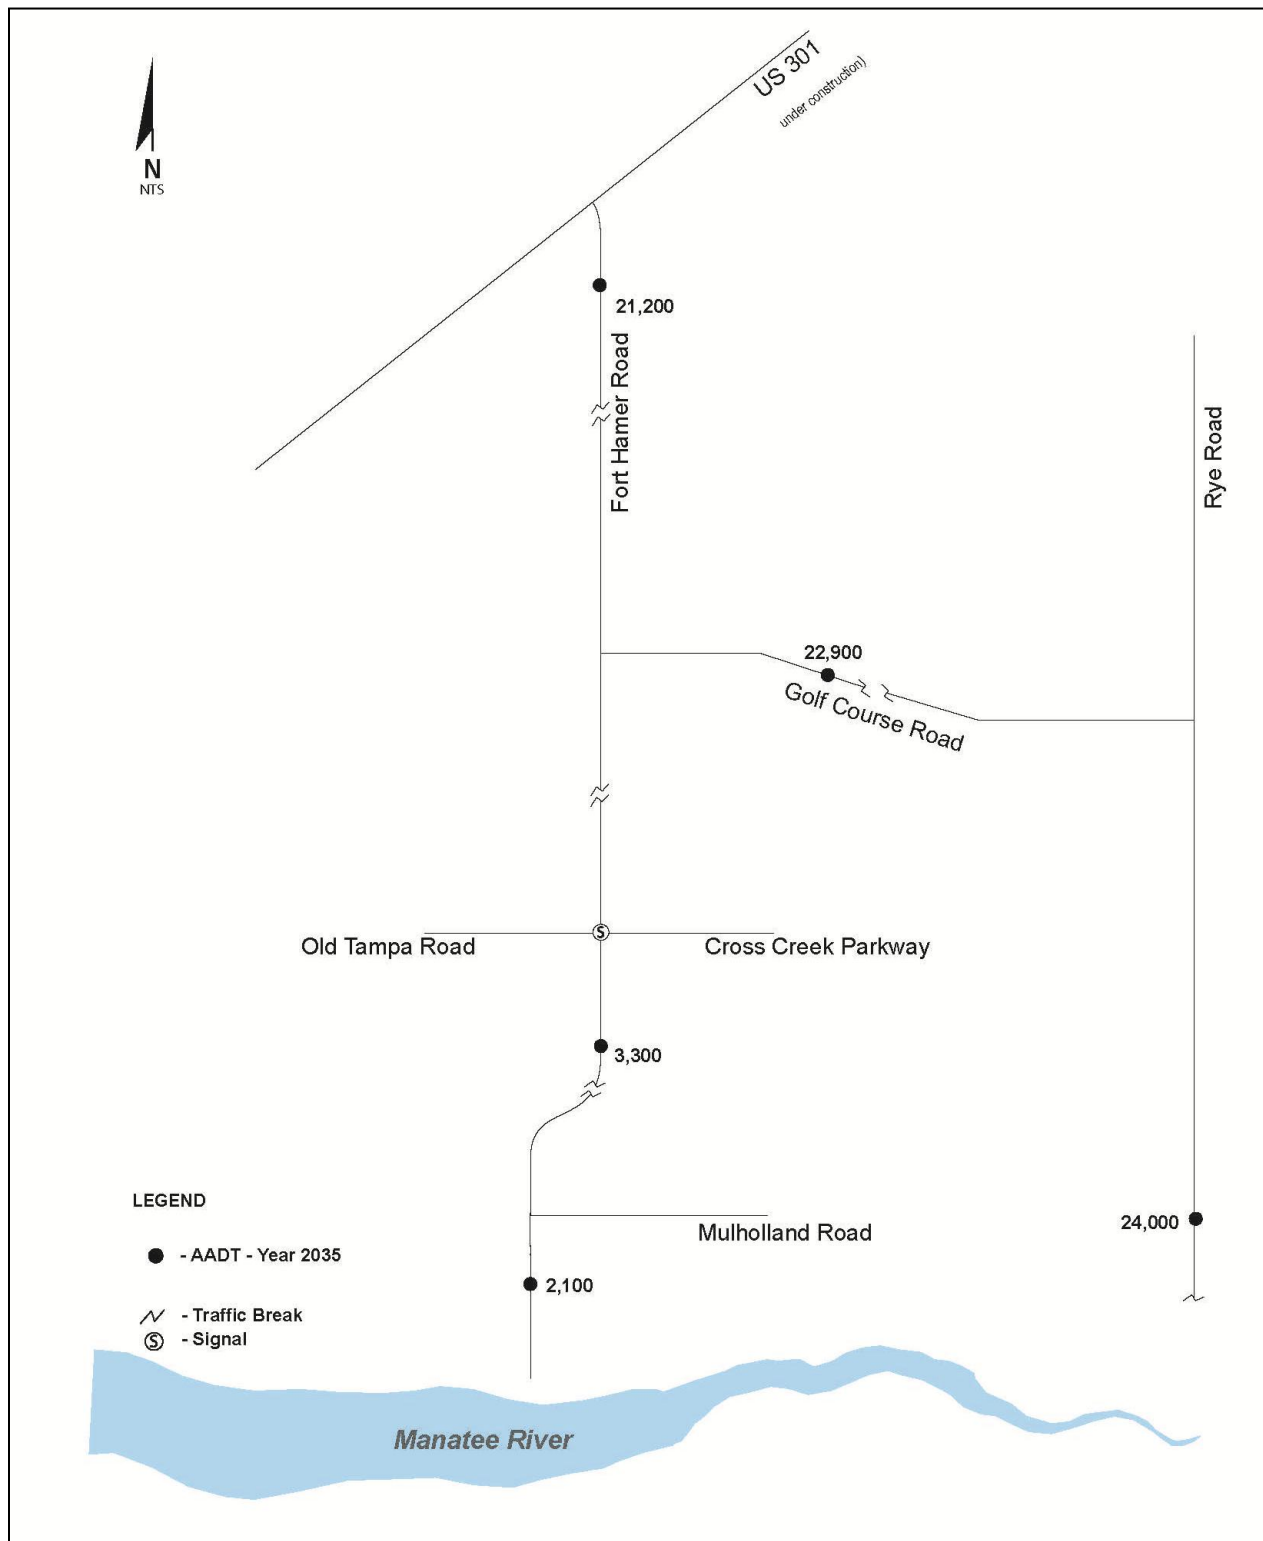 US 301
under construction)
N
NTS
21,200
Fort Hamer Road
Rye Road
22,900
Golf Course Road
S
Old Tampa Road
Cross Creek Parkway
3,300
LEGEND
- AADT - Year 2035
- Traffic Break
S - Signal
Mulholland Road
24,000
2,100
Manatee River